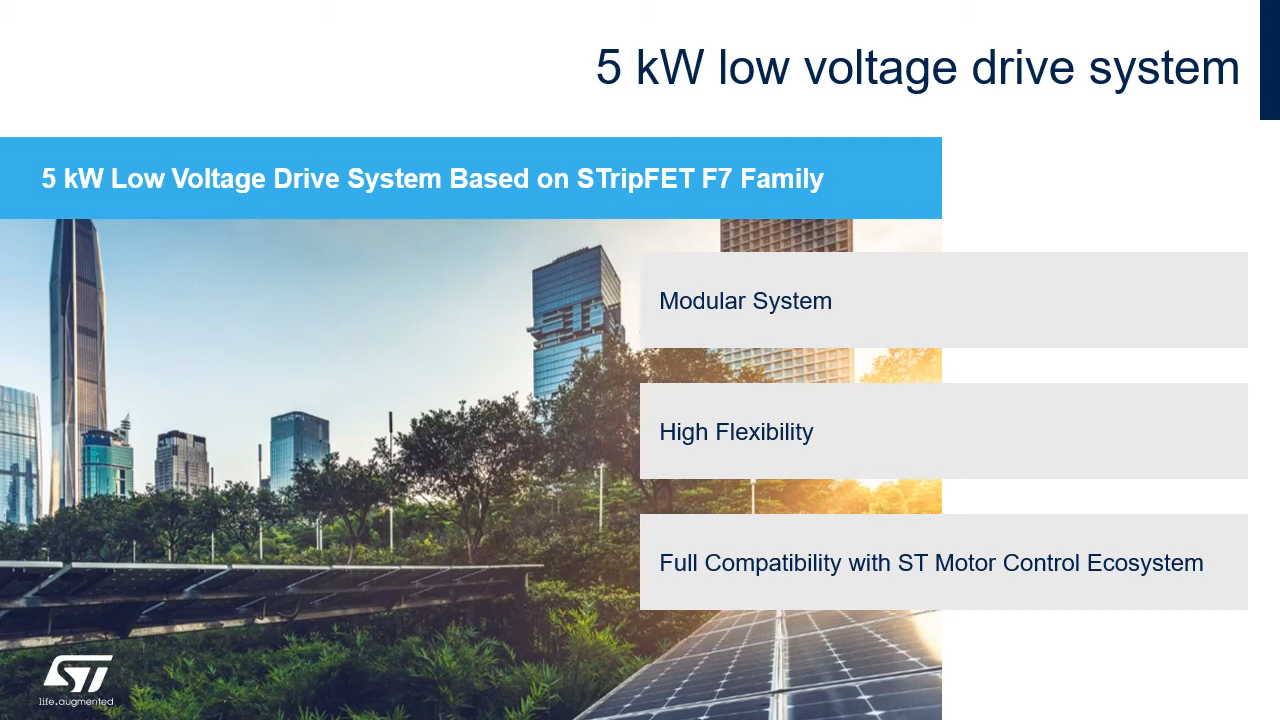 5 kW low voltage drive system
5 kW Low Voltage Drive System Based on STripFET F7 Family
Modular System
High Flexibility
Full Compatibility with ST Motor Control Ecosystem
ST
life.augmented